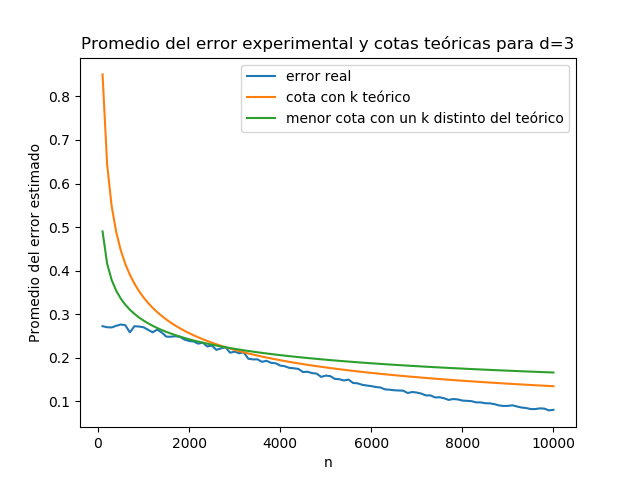 Promedio del error experimental y cotas teóricas para d=3
error real
cota con k teórico
menor cota con un k distinto del teórico
Promedio del error estimado
0.8
0.7
0.6
0.5
0.4
0.3
0.2
0.1
0 2000 4000 6000 8000 10000
n